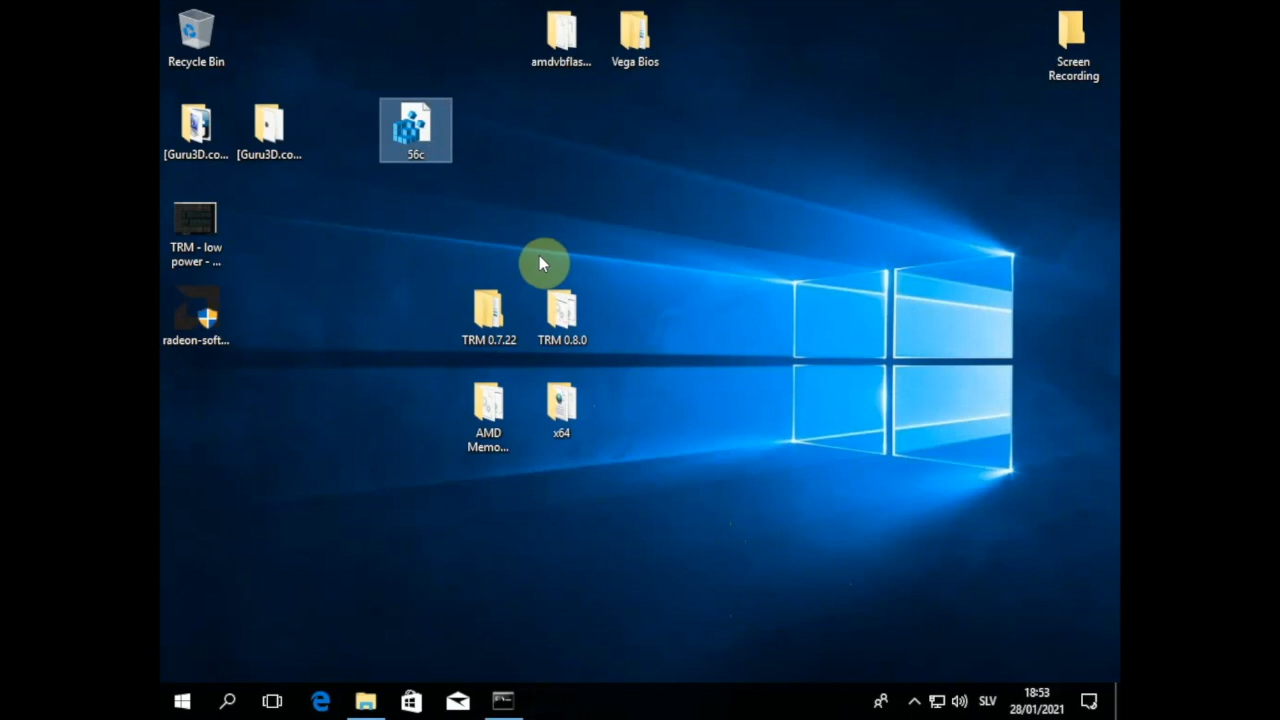 Recycle Bin
amdvbflas...
Vega Bios
Screen
Recording
[Guru3D.co...
[Guru3D.co...
56c
TRM - low
power - ...
radeon-soft...
TRM 0.7.22
TRM 0.8.0
AMD
Memo...
x64
SLV
18:53
28/01/2021